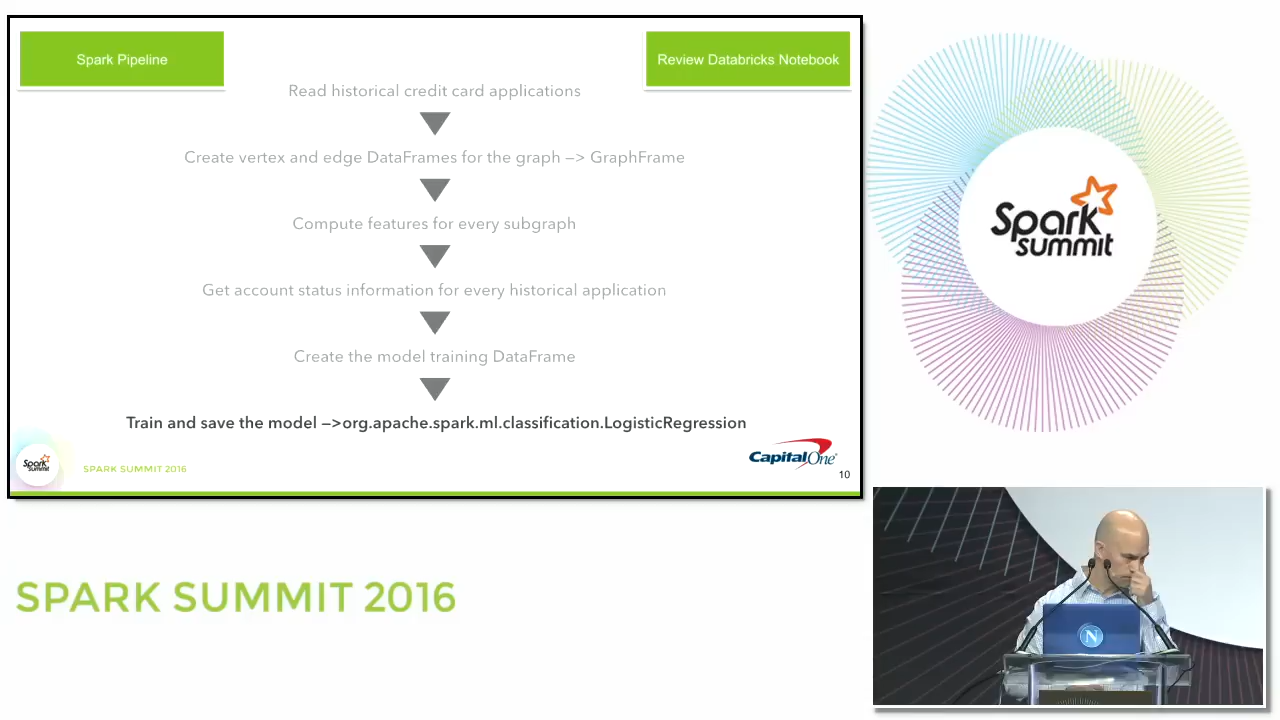 Spark Pipeline
Review Databricks Notebook
Read historical credit card applications
Create vertex and edge DataFrames for the graph —> GraphFrame
Compute features for every subgraph
Get account status information for every historical application
Create the model training DataFrame
Train and save the model —>org.apache.spark.ml.classification.LogisticRegression
Spark
summit
SPARK SUMMIT 2016
CapitalOne
10
Spark
summit
SPARK SUMMIT 2016
N